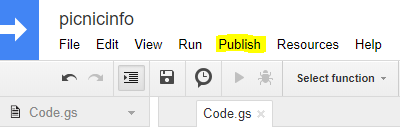 picnicinfo
File Edit View Run Publish Resources Help
Select function
Code.gs Code.gs